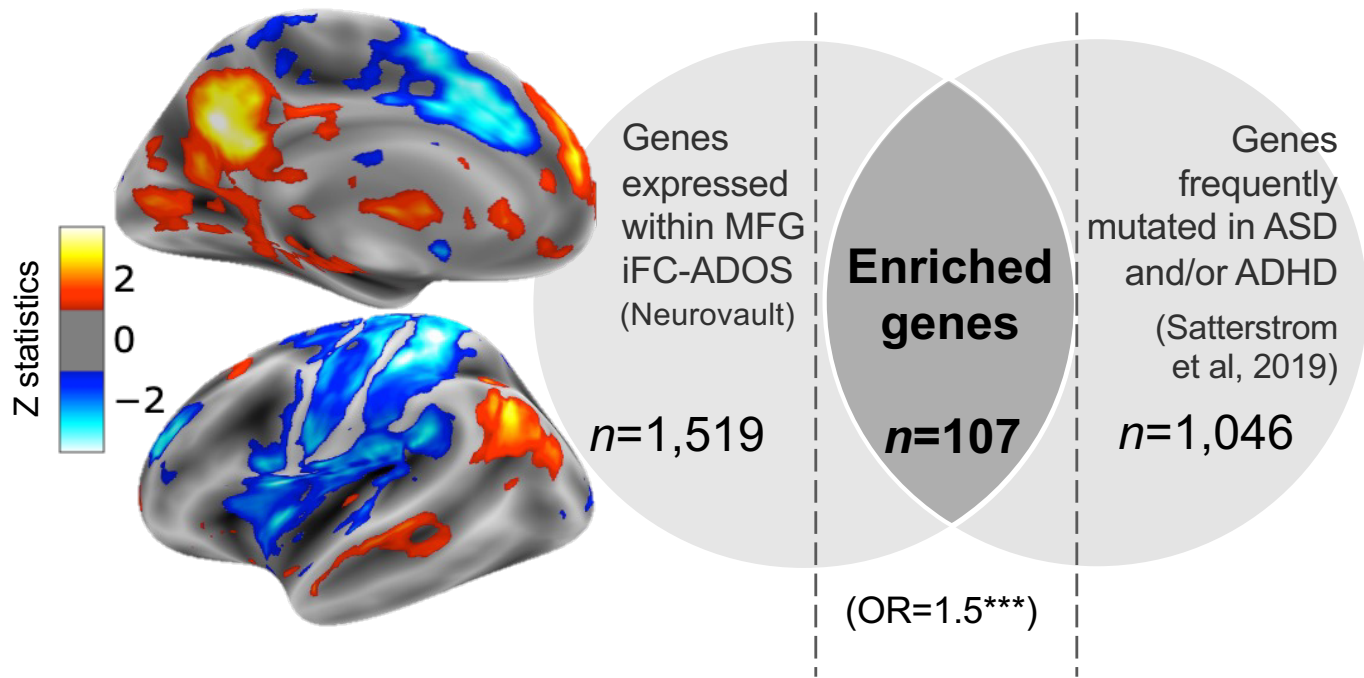 Z statistics
2
0
−2
Genes
expressed
within MFG
iFC-ADOS
(Neurovault)
n=1,519
Enriched
genes
n=107
(OR=1.5***)
Genes
frequently
mutated in ASD
and/or ADHD
(Satterstrom
et al, 2019)
n=1,046